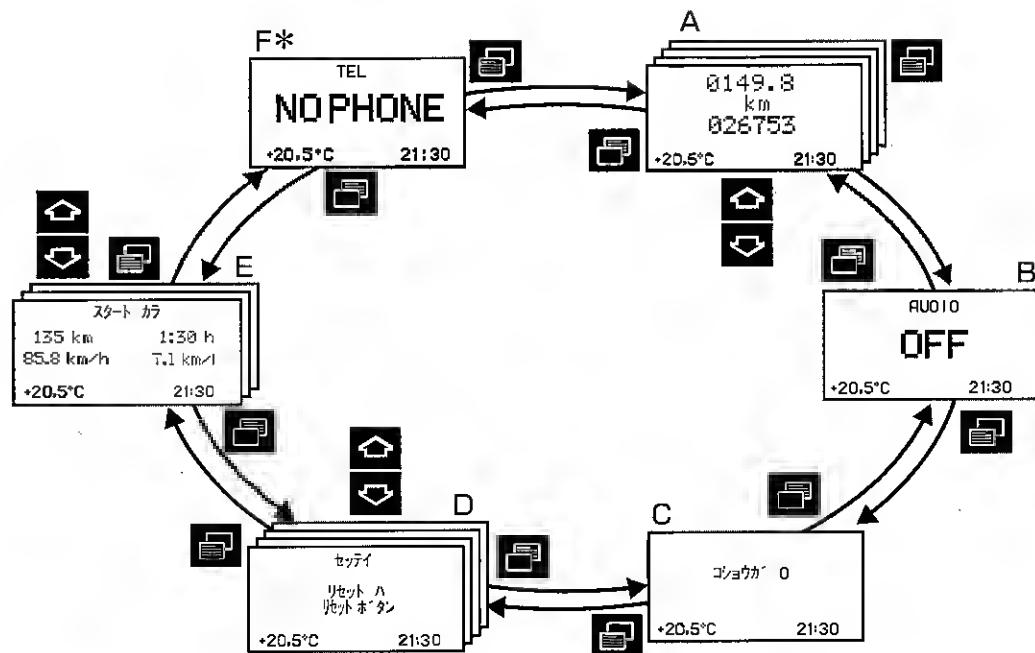 F*
TEL
NO PHONE
+20.5°C 21:30
A
0149.8
km
026753
+20.5°C 21:30
B
AUDIO
OFF
+20.5°C 21:30
E
スタート カラ
135 km 1:30 h
85.8 km/h 7.1 km/l
+20.5°C 21:30
D
セッテイ
リセット ハ
リセットボタン
+20.5°C 21:30
C
コショウガ 0
+20.5°C 21:30